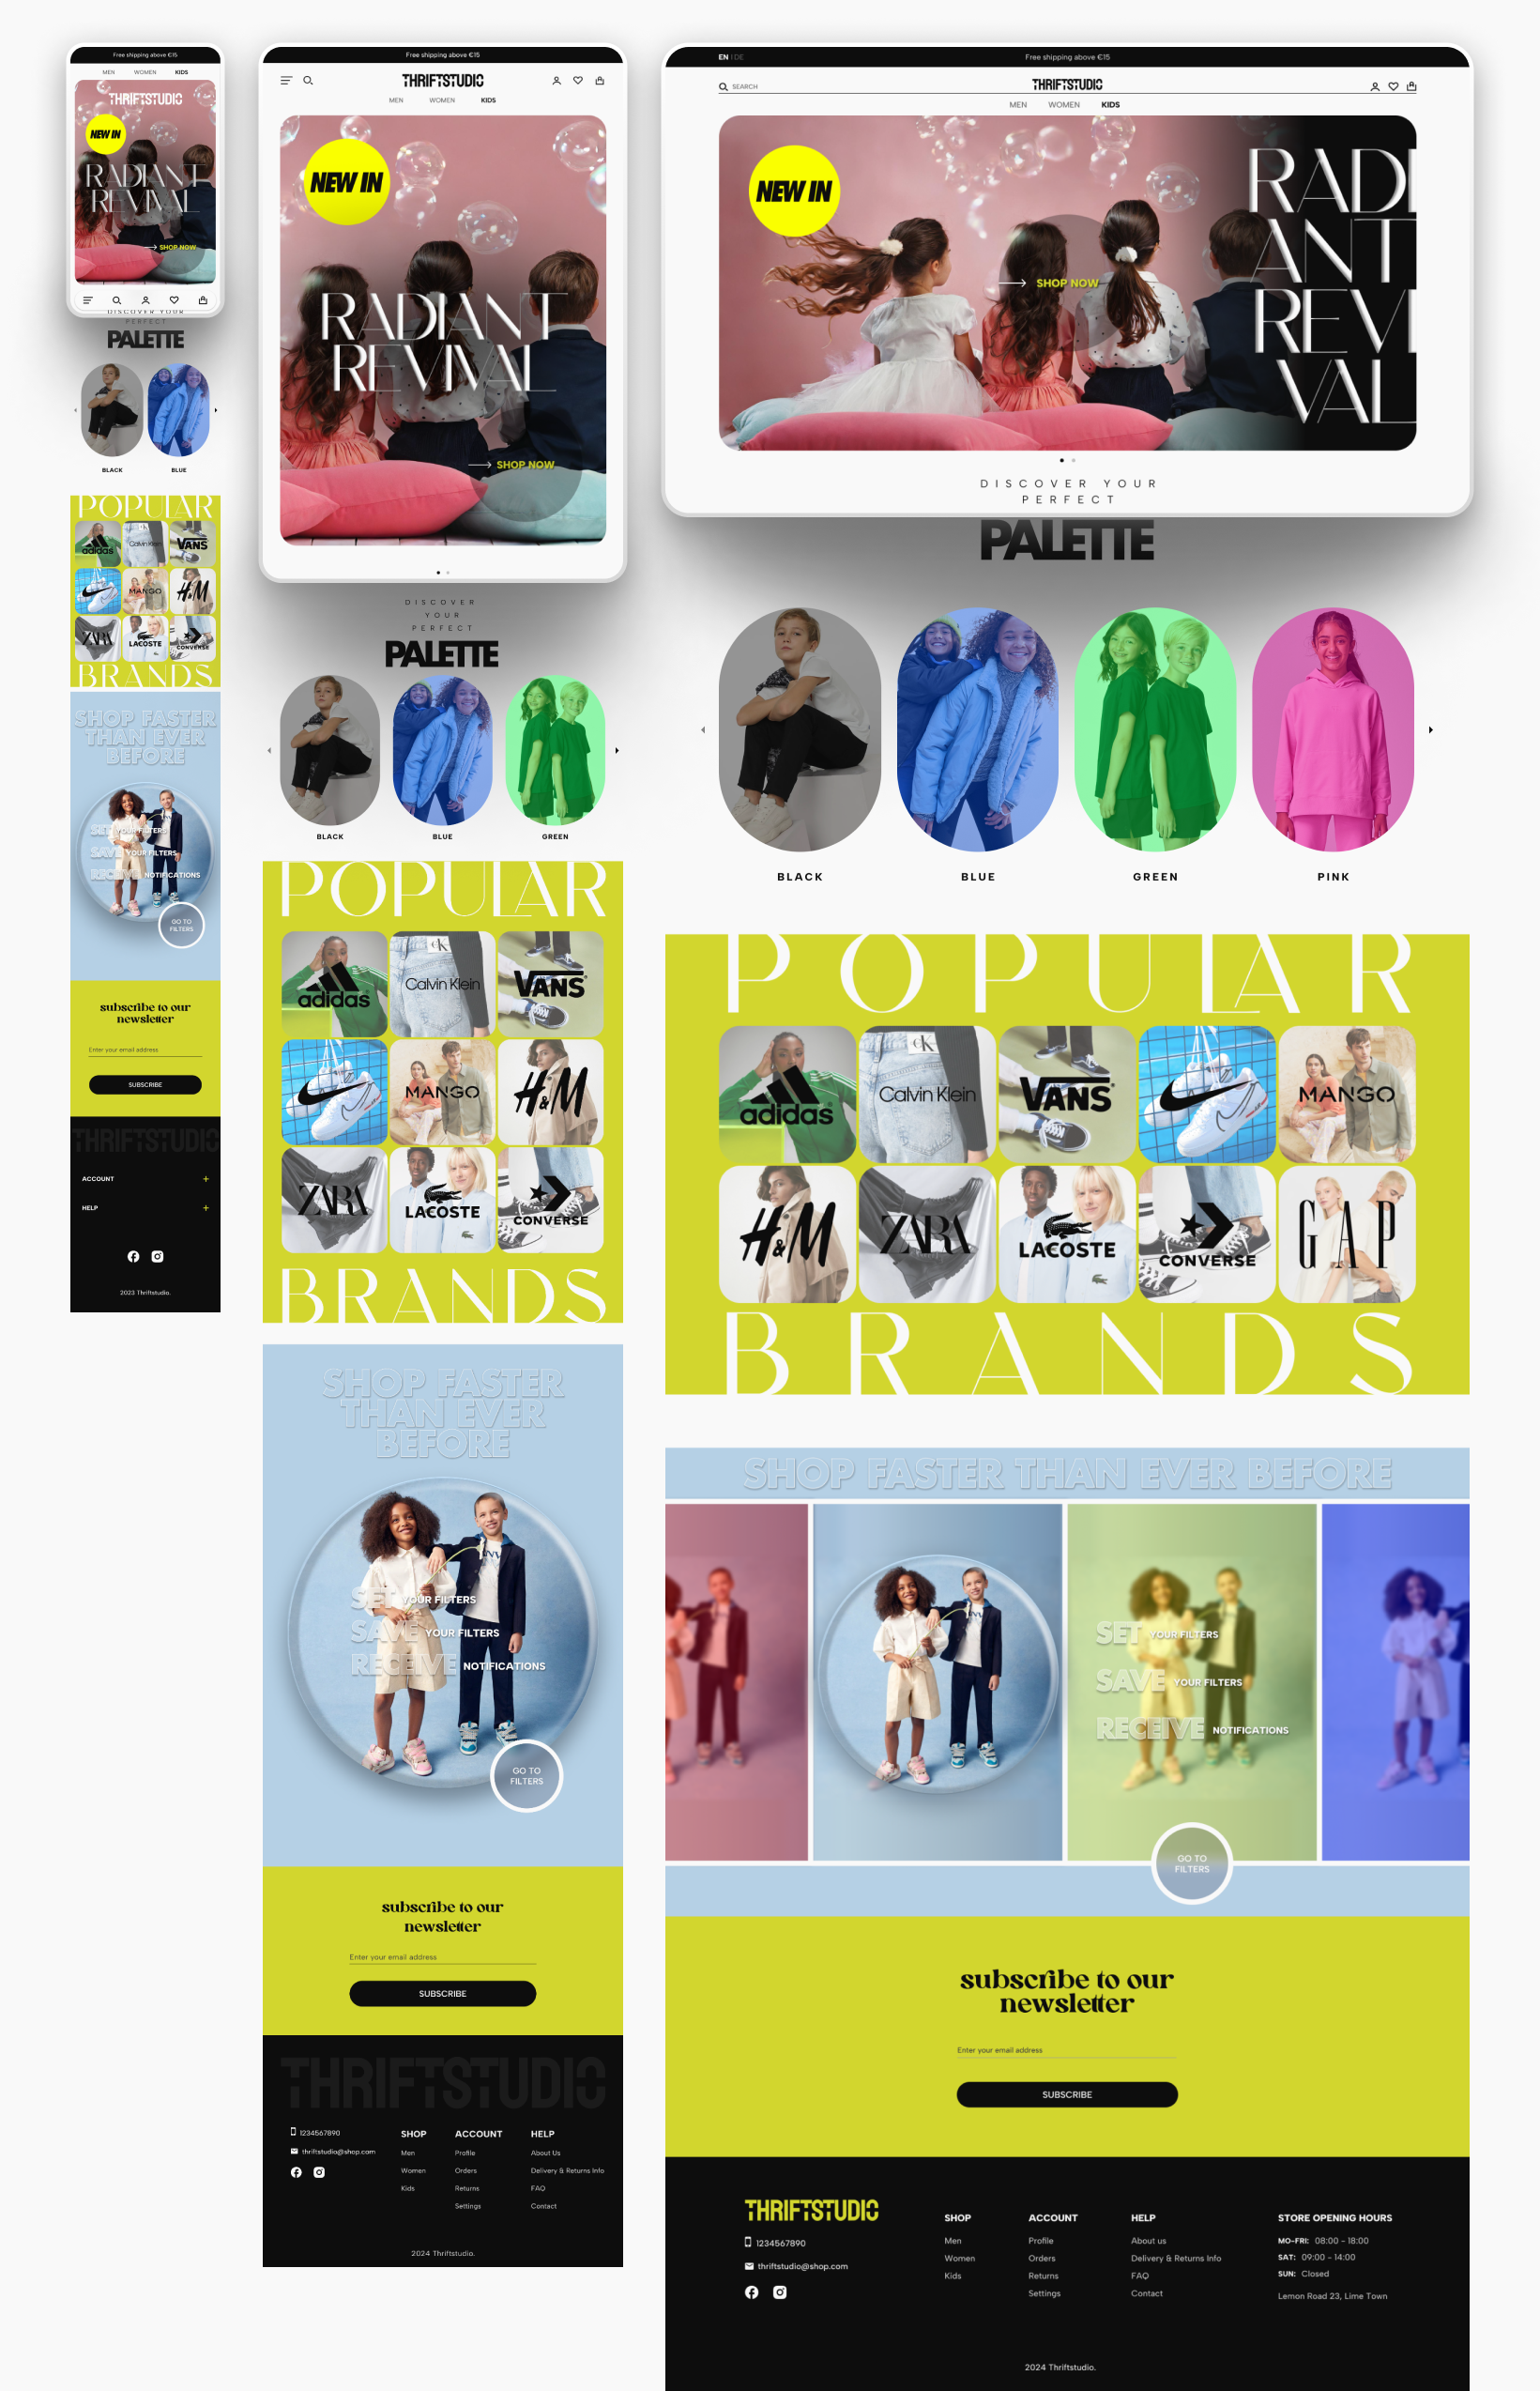 Free shipping above €15
MEN WOMEN KIDS
THRIFTSTUDIO
NEW IN
RADIANT
REVIVAL
SHOP NOW
DISCOVER YOUR
PERFECT
PALETTE
BLACK BLUE
POPULAR
adidas Calvin Klein VANS
MANGO H&M
ZARA LACOSTE CONVERSE
BRANDS
SHOP FASTER
THAN EVER
BEFORE
SET YOUR FILTERS
SAVE YOUR FILTERS
RECEIVE NOTIFICATIONS
GO TO
FILTERS
subscribe to our
newsletter
Enter your email address
SUBSCRIBE
THRIFTSTUDIO
ACCOUNT +
HELP +
2023 Thriftstudio.
Free shipping above €15
THRIFTSTUDIO
MEN WOMEN KIDS
NEW IN
RADIANT
REVIVAL
SHOP NOW
DISCOVER
YOUR
PERFECT
PALETTE
BLACK BLUE GREEN
POPULAR
adidas CK Calvin Klein VANS
MANGO H&M
ZARA LACOSTE CONVERSE
BRANDS
SHOP FASTER
THAN EVER
BEFORE
SET YOUR FILTERS
SAVE YOUR FILTERS
RECEIVE NOTIFICATIONS
GO TO
FILTERS
subscribe to our
newsletter
Enter your email address
SUBSCRIBE
THRIFTSTUDIO
1234567890
thriftstudio@shop.com
SHOP
Men
Women
Kids
ACCOUNT
Profile
Orders
Returns
Settings
HELP
About Us
Delivery & Returns Info
FAQ
Contact
2024 Thriftstudio.
EN | DE Free shipping above €15
SEARCH THRIFTSTUDIO
MEN WOMEN KIDS
NEW IN
SHOP NOW
RADI
ANT
REVI
VAL
DISCOVER YOUR
PERFECT
PALETTE
BLACK BLUE GREEN PINK
POPULAR
adidas CK Calvin Klein VANS MANGO
H&M ZARA LACOSTE CONVERSE GAP
BRANDS
SHOP FASTER THAN EVER BEFORE
SET YOUR FILTERS
SAVE YOUR FILTERS
RECEIVE NOTIFICATIONS
GO TO
FILTERS
subscribe to our
newsletter
Enter your email address
SUBSCRIBE
THRIFTSTUDIO
1234567890
thriftstudio@shop.com
SHOP
Men
Women
Kids
ACCOUNT
Profile
Orders
Returns
Settings
HELP
About us
Delivery & Returns Info
FAQ
Contact
STORE OPENING HOURS
MO-FRI: 08:00 - 18:00
SAT: 09:00 - 14:00
SUN: Closed
Lemon Road 23, Lime Town
2024 Thriftstudio.